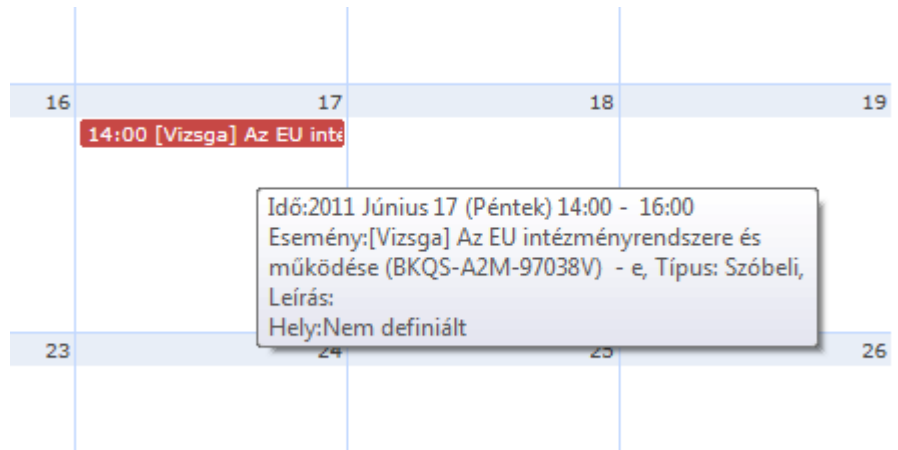 16 17 18 19
14:00 [Vizsga] Az EU inté
Idő:2011 Június 17 (Péntek) 14:00 - 16:00
Esemény:[Vizsga] Az EU intézményrendszere és
működése (BKQS-A2M-97038V) - e, Típus: Szóbeli,
Leírás:
Hely:Nem definiált
23 24 25 26